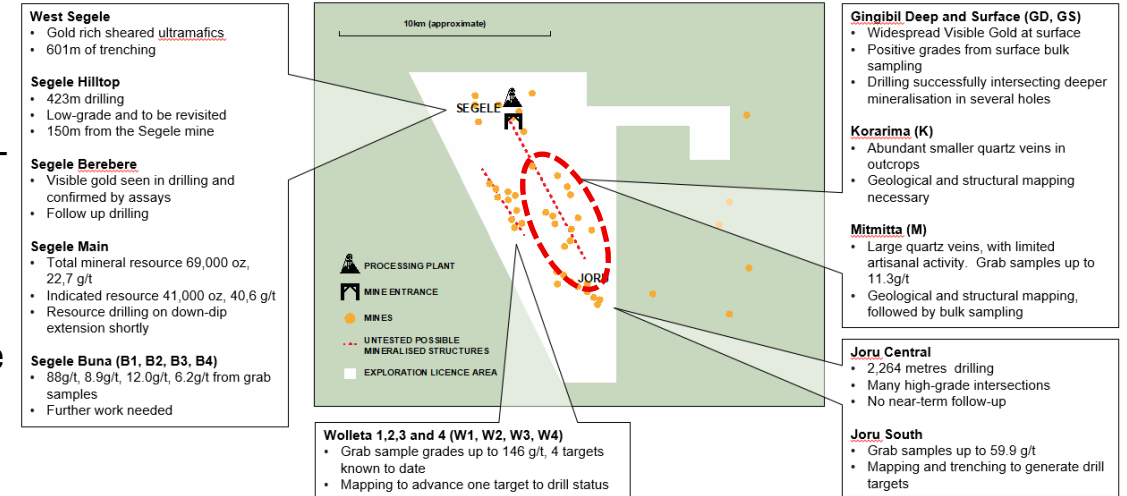 West Segele
• Gold rich sheared ultramafics
• 601m of trenching
Segele Hilltop
• 423m drilling
• Low-grade and to be revisited
• 150m from the Segele mine
Segele Berebere
• Visible gold seen in drilling and
confirmed by assays
• Follow up drilling
Segele Main
• Total mineral resource 69,000 oz,
22,7 g/t
• Indicated resource 41,000 oz, 40,6 g/t
• Resource drilling on down-dip
extension shortly
Segele Buna (B1, B2, B3, B4)
• 88g/t, 8.9g/t, 12.0g/t, 6.2g/t from grab
samples
• Further work needed
10km (approximate)
SEGELE
JORU
PROCESSING PLANT
MINE ENTRANCE
MINES
UNTESTED POSSIBLE
MINERALISED STRUCTURES
EXPLORATION LICENCE AREA
Wolleta 1,2,3 and 4 (W1, W2, W3, W4)
• Grab sample grades up to 146 g/t, 4 targets
known to date
• Mapping to advance one target to drill status
Gingibil Deep and Surface (GD, GS)
• Widespread Visible Gold at surface
• Positive grades from surface bulk
sampling
• Drilling successfully intersecting deeper
mineralisation in several holes
Korarima (K)
• Abundant smaller quartz veins in
outcrops
• Geological and structural mapping
necessary
Mitmitta (M)
• Large quartz veins, with limited
artisanal activity. Grab samples up to
11.3g/t
• Geological and structural mapping,
followed by bulk sampling
Joru Central
• 2,264 metres drilling
• Many high-grade intersections
• No near-term follow-up
Joru South
• Grab samples up to 59.9 g/t
• Mapping and trenching to generate drill
targets